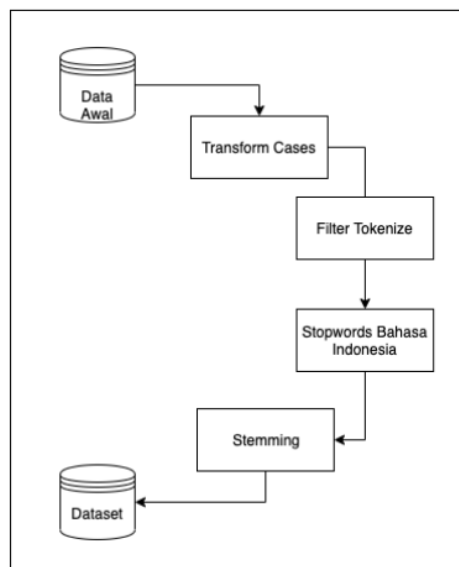 Data
Awal
Transform Cases
Filter Tokenize
Stopwords Bahasa
Indonesia
Stemming
Dataset